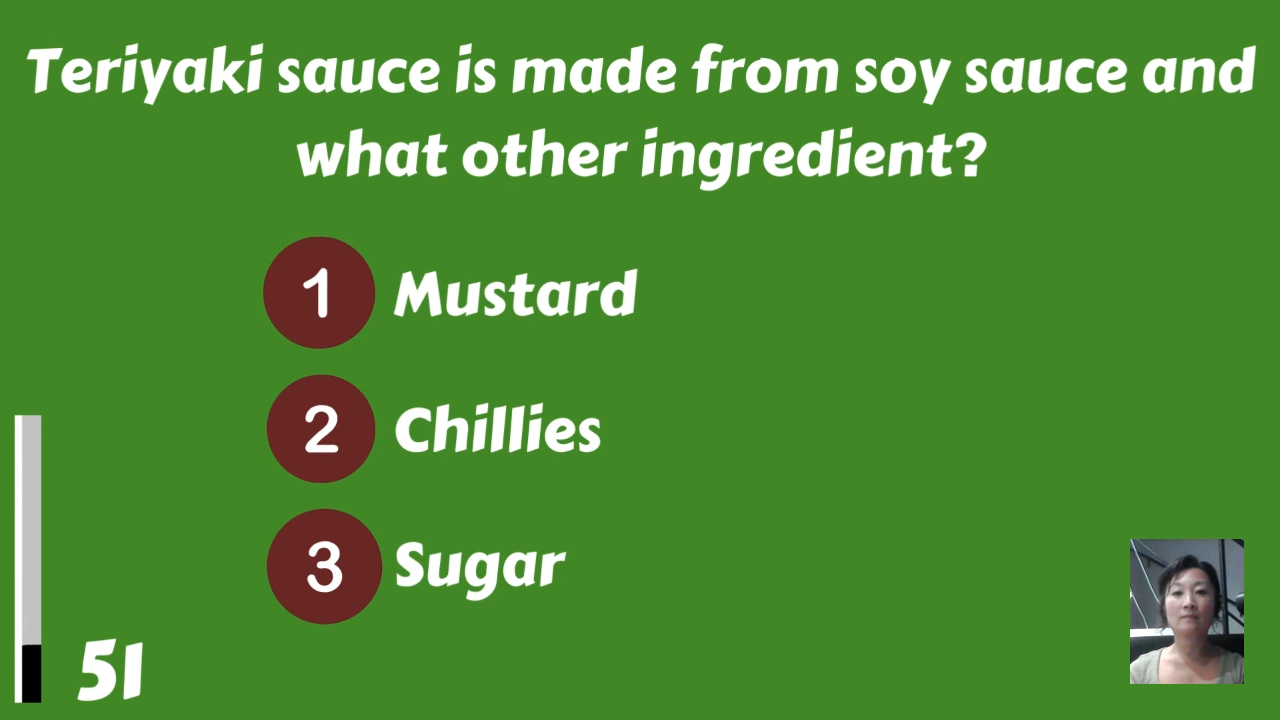 Teriyaki sauce is made from soy sauce and
what other ingredient?
1 Mustard
2 Chillies
3 Sugar
51